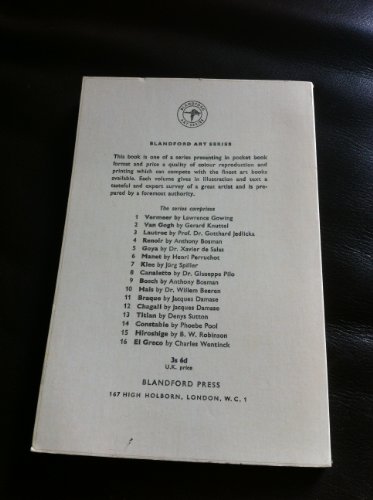 BLANDFORD
ART SERIES
BLANDFORD ART SERIES
This book is one of a series presenting in pocket book
format and price a quality of colour reproduction and
printing which can compete with the finest art books
available. Each volume gives in illustration and text a
tasteful and expert survey of a great artist and is pre-
pared by a foremost authority.
The series comprises
1 Vermeer by Lawrence Gowing
2 Van Gogh by Gerard Knuttel
3 Lautrec by Prof. Dr. Gotthard Jedlicka
4 Renoir by Anthony Bosman
5 Goya by Dr. Xavier de Salas
6 Manet by Henri Perruchot
7 Klee by Jürg Spiller
8 Canaletto by Dr. Giuseppe Pilo
9 Bosch by Anthony Bosman
10 Hals by Dr. Willem Beeren
11 Braque by Jacques Damase
12 Chagall by Jacques Damase
13 Titian by Denys Sutton
14 Constable by Phoebe Pool
15 Hiroshige by B. W. Robinson
16 El Greco by Charles Wentinck
3s 6d
U.K. price
BLANDFORD PRESS
167 HIGH HOLBORN, LONDON, W.C. 1